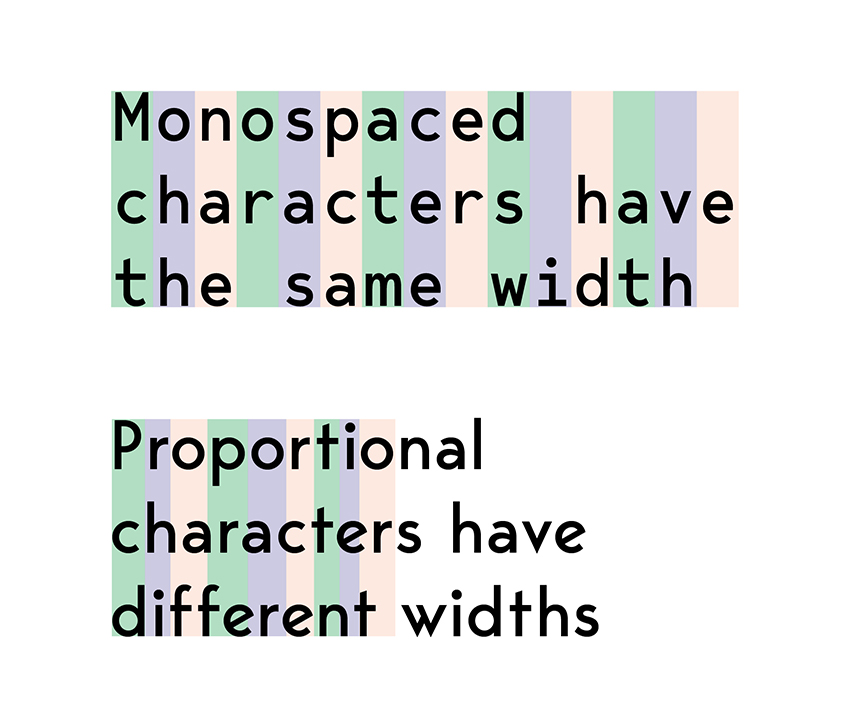 Monospaced
characters have
the same width
Proportional
characters have
different widths